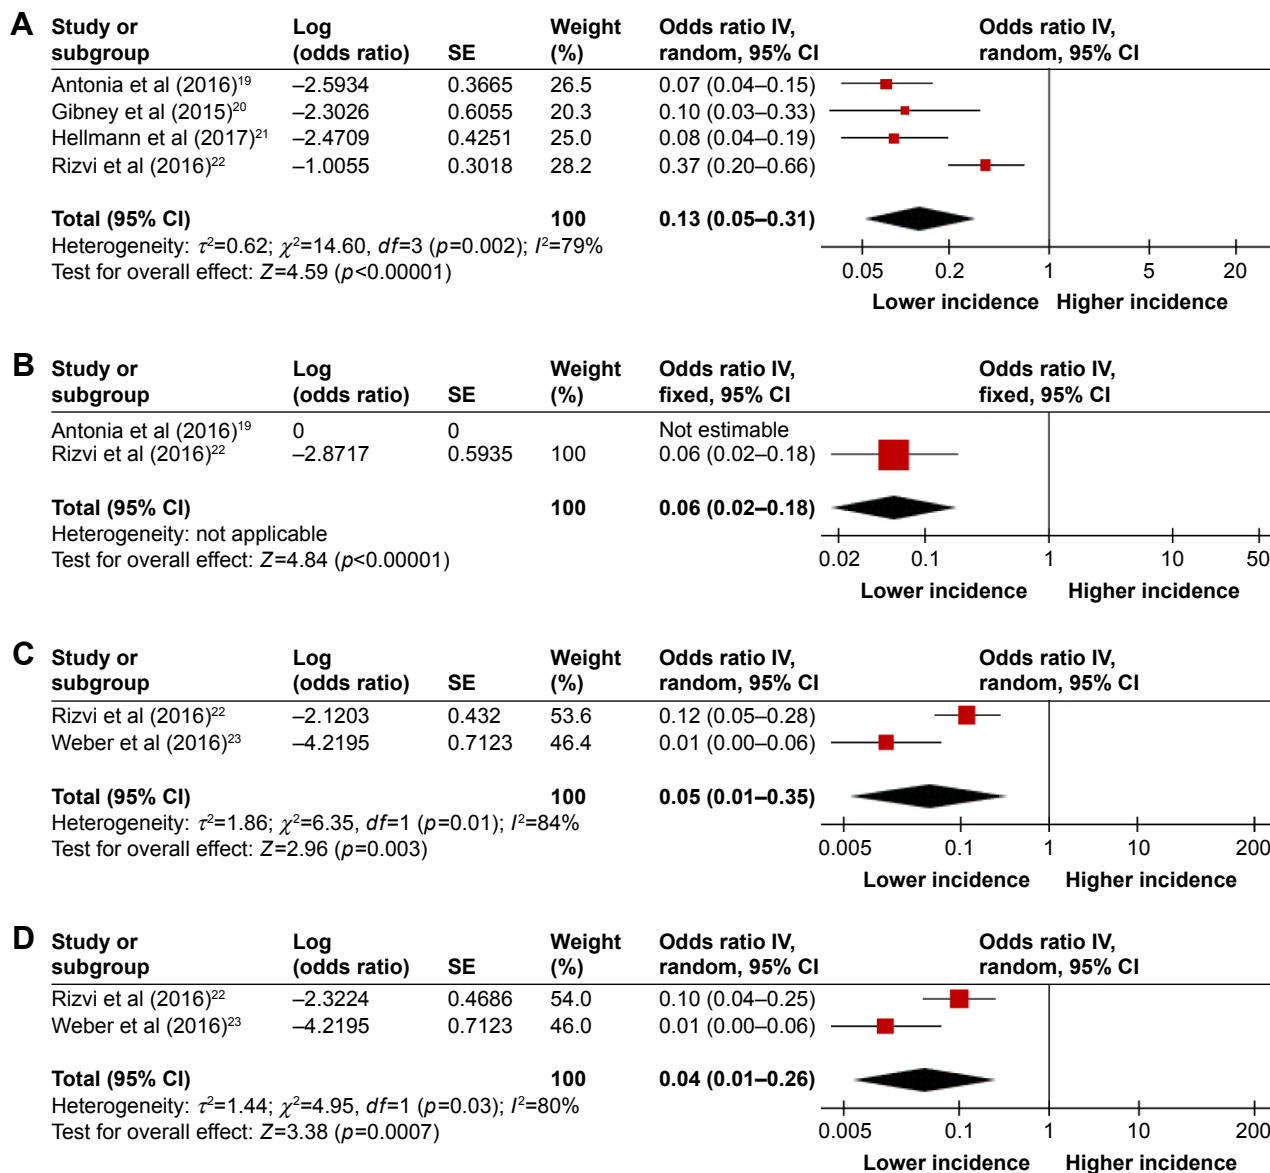 A Study or subgroup Log (odds ratio) SE Weight (%) Odds ratio IV, random, 95% CI Odds ratio IV, random, 95% CI
Antonia et al (2016)19 –2.5934 0.3665 26.5 0.07 (0.04–0.15)
Gibney et al (2015)20 –2.3026 0.6055 20.3 0.10 (0.03–0.33)
Hellmann et al (2017)21 –2.4709 0.4251 25.0 0.08 (0.04–0.19)
Rizvi et al (2016)22 –1.0055 0.3018 28.2 0.37 (0.20–0.66)
Total (95% CI) 100 0.13 (0.05–0.31)
Heterogeneity: τ2=0.62; χ2=14.60, df=3 (p=0.002); I2=79%
Test for overall effect: Z=4.59 (p<0.00001)
0.05 0.2 1 5 20
Lower incidence Higher incidence
B Study or subgroup Log (odds ratio) SE Weight (%) Odds ratio IV, fixed, 95% CI Odds ratio IV, fixed, 95% CI
Antonia et al (2016)19 0 0 Not estimable
Rizvi et al (2016)22 –2.8717 0.5935 100 0.06 (0.02–0.18)
Total (95% CI) 100 0.06 (0.02–0.18)
Heterogeneity: not applicable
Test for overall effect: Z=4.84 (p<0.00001)
0.02 0.1 1 10 50
Lower incidence Higher incidence
C Study or subgroup Log (odds ratio) SE Weight (%) Odds ratio IV, random, 95% CI Odds ratio IV, random, 95% CI
Rizvi et al (2016)22 –2.1203 0.432 53.6 0.12 (0.05–0.28)
Weber et al (2016)23 –4.2195 0.7123 46.4 0.01 (0.00–0.06)
Total (95% CI) 100 0.05 (0.01–0.35)
Heterogeneity: τ2=1.86; χ2=6.35, df=1 (p=0.01); I2=84%
Test for overall effect: Z=2.96 (p=0.003)
0.005 0.1 1 10 200
Lower incidence Higher incidence
D Study or subgroup Log (odds ratio) SE Weight (%) Odds ratio IV, random, 95% CI Odds ratio IV, random, 95% CI
Rizvi et al (2016)22 –2.3224 0.4686 54.0 0.10 (0.04–0.25)
Weber et al (2016)23 –4.2195 0.7123 46.0 0.01 (0.00–0.06)
Total (95% CI) 100 0.04 (0.01–0.26)
Heterogeneity: τ2=1.44; χ2=4.95, df=1 (p=0.03); I2=80%
Test for overall effect: Z=3.38 (p=0.0007)
0.005 0.1 1 10 200
Lower incidence Higher incidence